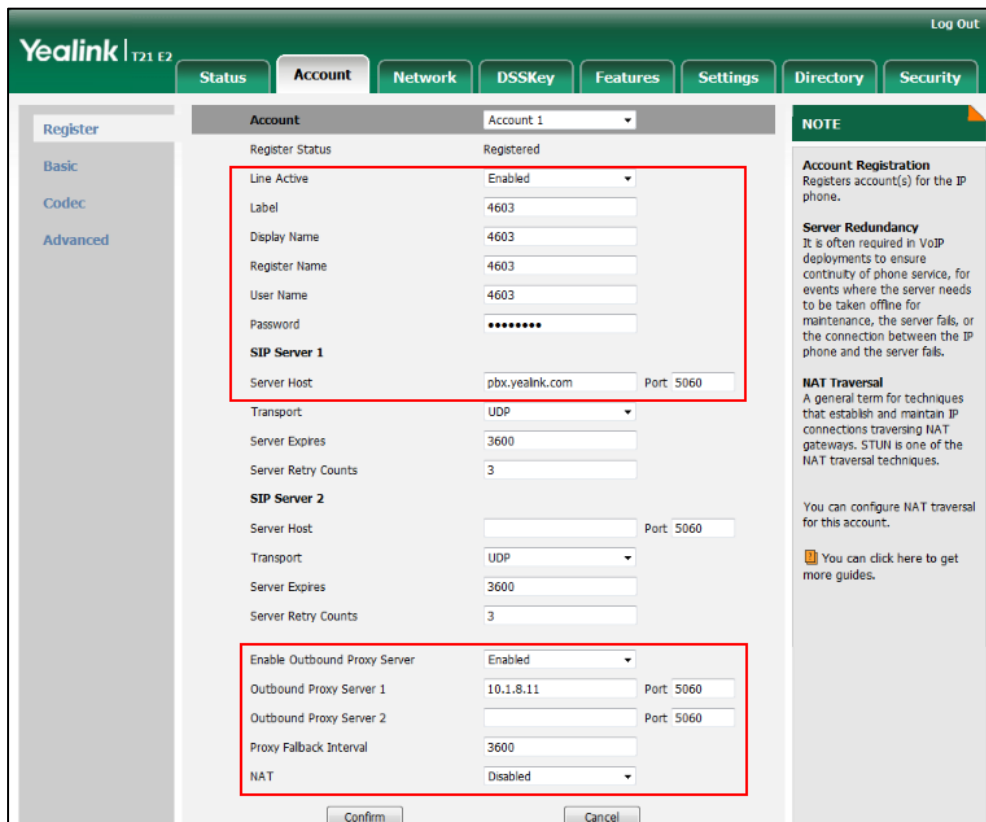 Log Out
Yealink T21 E2
Status Account Network DSSKey Features Settings Directory Security
Register
Basic
Codec
Advanced
Account Account 1
Register Status Registered
Line Active Enabled
Label 4603
Display Name 4603
Register Name 4603
User Name 4603
Password ••••••••
SIP Server 1
Server Host pbx.yealink.com Port 5060
Transport UDP
Server Expires 3600
Server Retry Counts 3
SIP Server 2
Server Host Port 5060
Transport UDP
Server Expires 3600
Server Retry Counts 3
Enable Outbound Proxy Server Enabled
Outbound Proxy Server 1 10.1.8.11 Port 5060
Outbound Proxy Server 2 Port 5060
Proxy Fallback Interval 3600
NAT Disabled
Confirm Cancel
NOTE
Account Registration
Registers account(s) for the IP
phone.
Server Redundancy
It is often required in VoIP
deployments to ensure
continuity of phone service, for
events where the server needs
to be taken offline for
maintenance, the server fails, or
the connection between the IP
phone and the server fails.
NAT Traversal
A general term for techniques
that establish and maintain IP
connections traversing NAT
gateways. STUN is one of the
NAT traversal techniques.
You can configure NAT traversal
for this account.
You can click here to get
more guides.